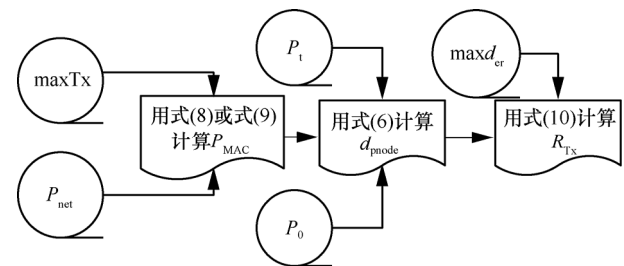 P_t
maxd_er
maxTx
用式(8)或式(9)
计算P_MAC
用式(6)计算
d_pnode
用式(10)计算
R_Tx
P_net
P_0